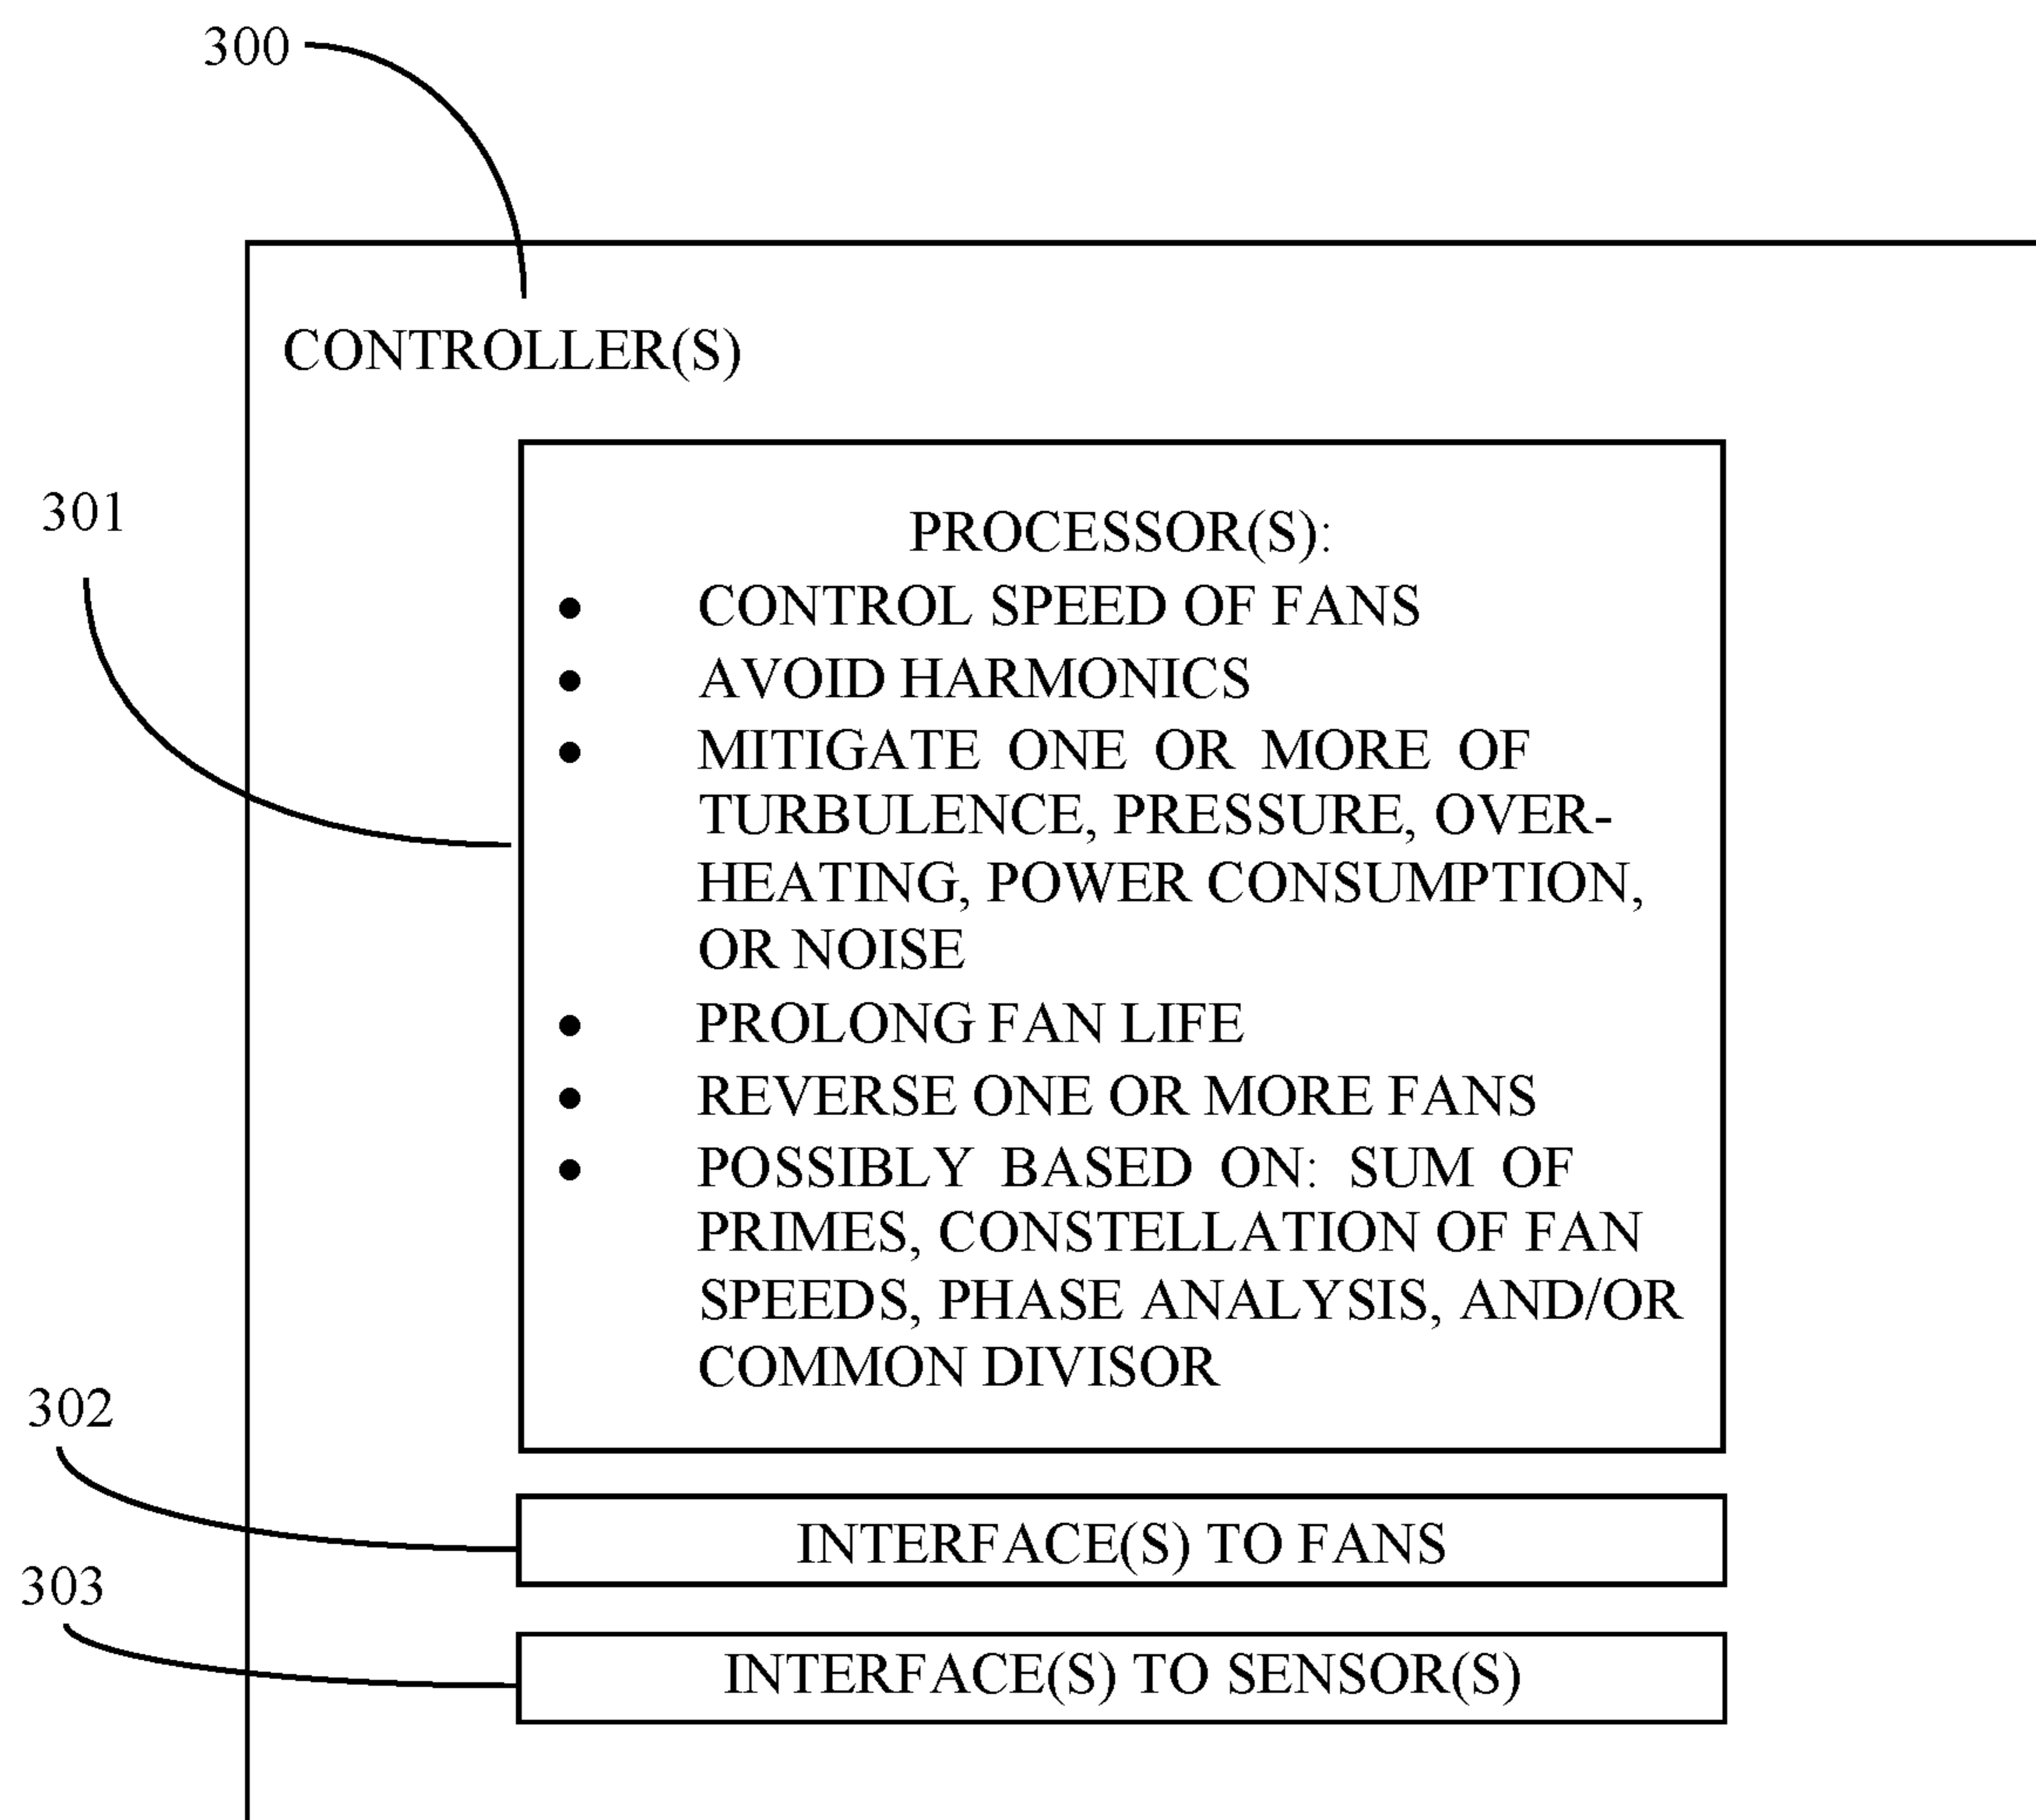 300
CONTROLLER(S)
301
PROCESSOR(S):
• CONTROL SPEED OF FANS
• AVOID HARMONICS
• MITIGATE ONE OR MORE OF
TURBULENCE, PRESSURE, OVER-
HEATING, POWER CONSUMPTION,
OR NOISE
• PROLONG FAN LIFE
• REVERSE ONE OR MORE FANS
• POSSIBLY BASED ON: SUM OF
PRIMES, CONSTELLATION OF FAN
SPEEDS, PHASE ANALYSIS, AND/OR
COMMON DIVISOR
302
INTERFACE(S) TO FANS
303
INTERFACE(S) TO SENSOR(S)